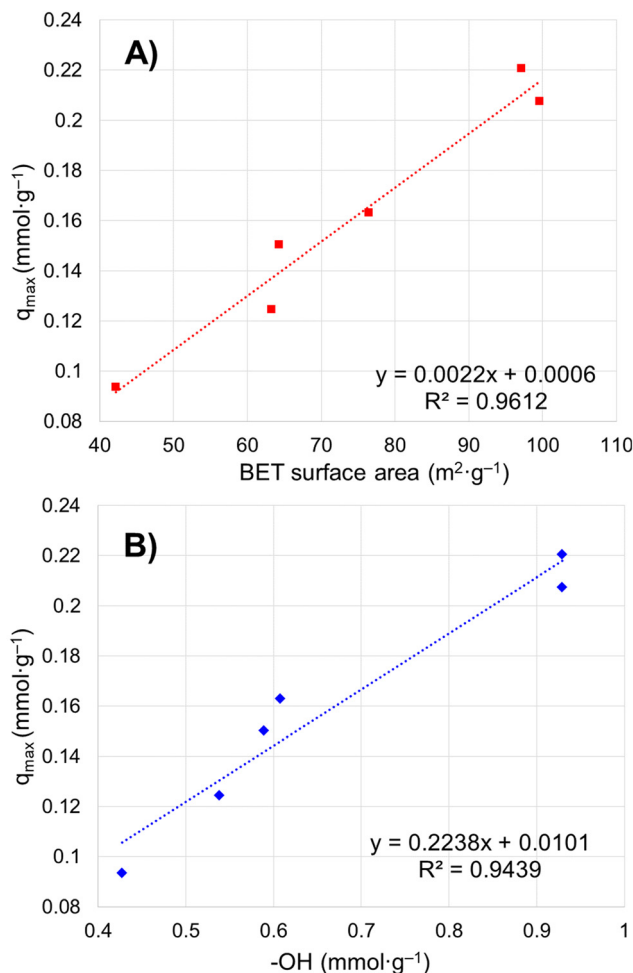 A)
q_max (mmol·g⁻¹)
0.24
0.22
0.2
0.18
0.16
0.14
0.12
0.1
0.08
y = 0.0022x + 0.0006
R² = 0.9612
40 50 60 70 80 90 100 110
BET surface area (m²·g⁻¹)
B)
q_max (mmol·g⁻¹)
0.24
0.22
0.2
0.18
0.16
0.14
0.12
0.1
0.08
y = 0.2238x + 0.0101
R² = 0.9439
0.4 0.5 0.6 0.7 0.8 0.9 1
-OH (mmol·g⁻¹)